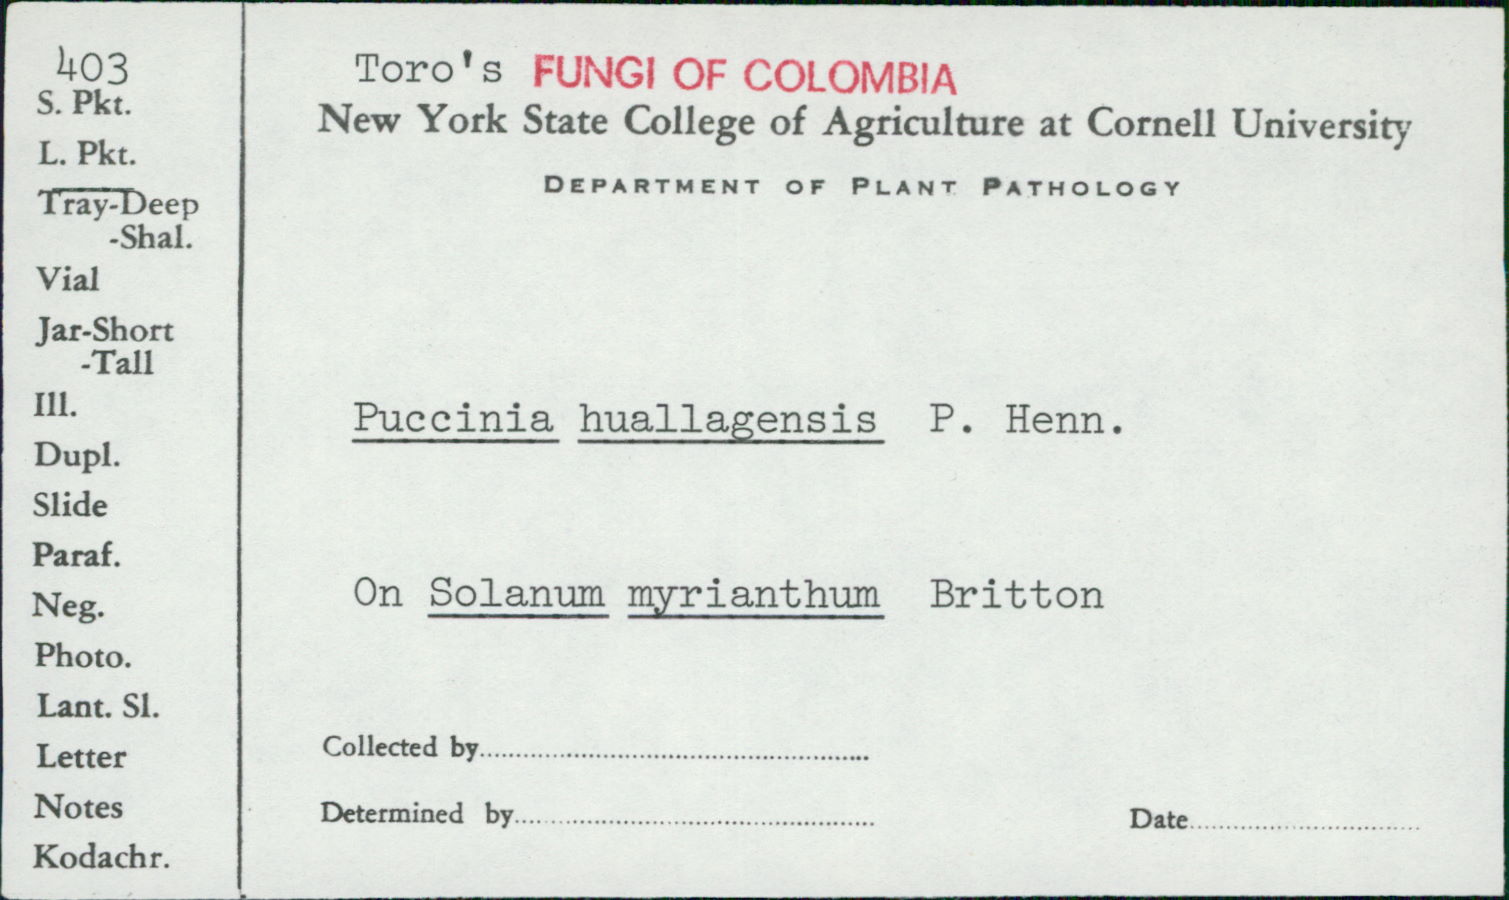 403
S. Pkt.
L. Pkt.
Tray-Deep
-Shal.
Vial
Jar-Short
-Tall
Ill.
Dupl.
Slide
Paraf.
Neg.
Photo.
Lant. Sl.
Letter
Notes
Kodachr.
Toro's FUNGI OF COLOMBIA
New York State College of Agriculture at Cornell University
DEPARTMENT OF PLANT PATHOLOGY
Puccinia huallagensis P. Henn.
On Solanum myrianthum Britton
Collected by
Determined by
Date